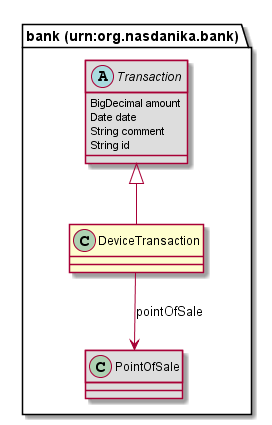 bank (urn:org.nasdanika.bank)
A Transaction
BigDecimal amount
Date date
String comment
String id
C DeviceTransaction
pointOfSale
C PointOfSale